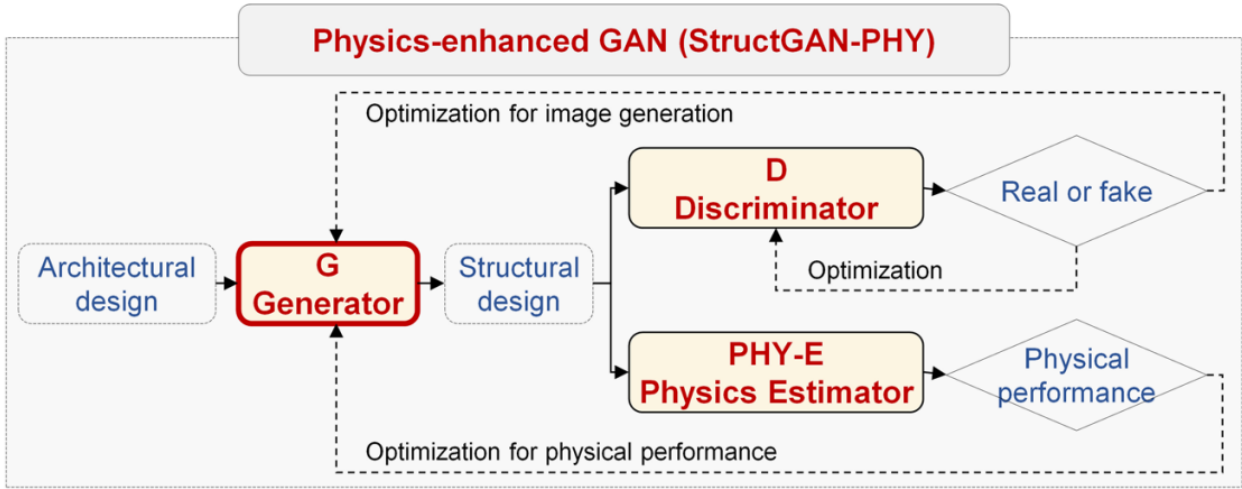 Physics-enhanced GAN (StructGAN-PHY)
Optimization for image generation
D
Discriminator
Real or fake
Architectural
design
G
Generator
Structural
design
Optimization
PHY-E
Physics Estimator
Physical
performance
Optimization for physical performance